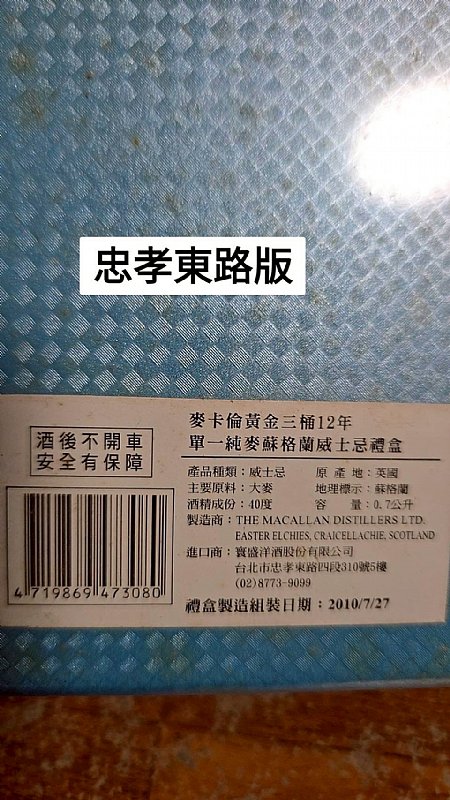 忠孝東路版
酒後不開車
安全有保障
麥卡倫黃金三桶12年
單一純麥蘇格蘭威士忌禮盒
產品種類：威士忌 原產地：英國
主要原料：大麥 地理標示：蘇格蘭
酒精成份：40度 容量：0.7公升
製造商：THE MACALLAN DISTILLERS LTD.
EASTER ELCHIES, CRAICELLACHIE, SCOTLAND
進口商：寰盛洋酒股份有限公司
台北市忠孝東路四段310號5樓
(02)8773-9099
禮盒製造組裝日期：2010/7/27
4 719869 473080